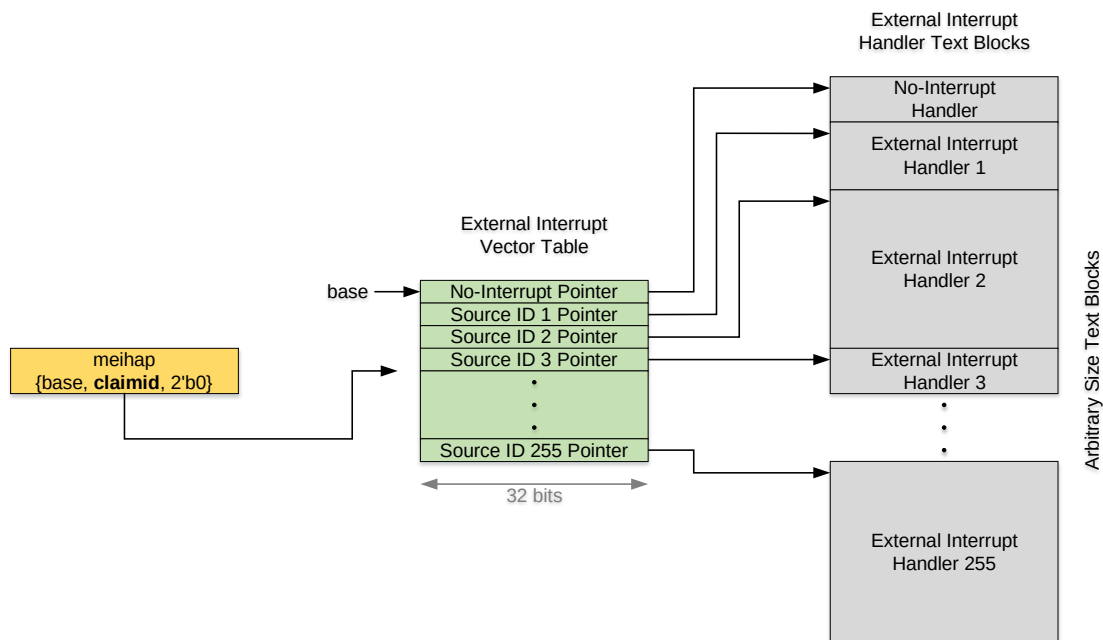 External Interrupt
Handler Text Blocks
No-Interrupt
Handler
External Interrupt
Handler 1
External Interrupt
Handler 2
External Interrupt
Handler 3
External Interrupt
Handler 255
Arbitrary Size Text Blocks
External Interrupt
Vector Table
base
No-Interrupt Pointer
Source ID 1 Pointer
Source ID 2 Pointer
Source ID 3 Pointer
Source ID 255 Pointer
32 bits
meihap
{base, claimid, 2'b0}